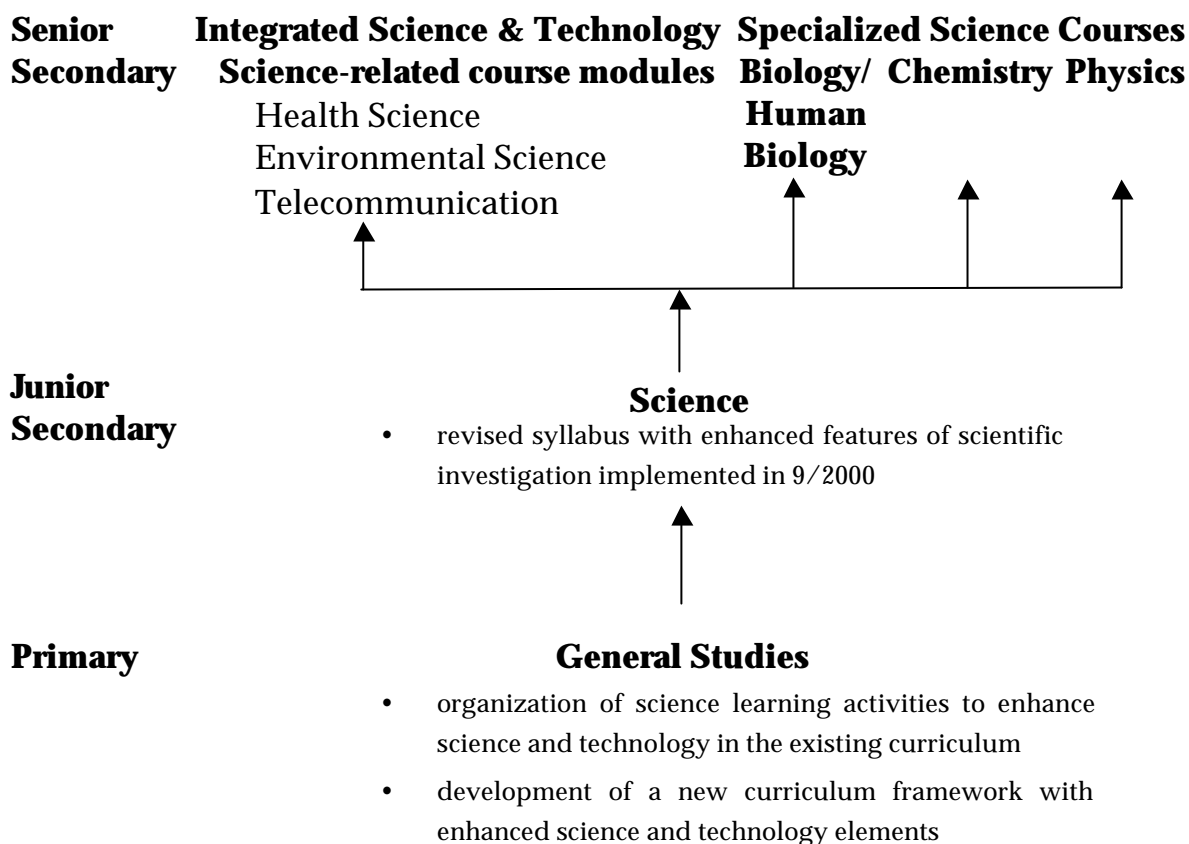 Senior Integrated Science & Technology Specialized Science Courses
Secondary Science-related course modules Biology/ Chemistry Physics
Health Science Human
Environmental Science Biology
Telecommunication
Junior
Secondary
Science
• revised syllabus with enhanced features of scientific
investigation implemented in 9/2000
Primary General Studies
• organization of science learning activities to enhance
science and technology in the existing curriculum
• development of a new curriculum framework with
enhanced science and technology elements